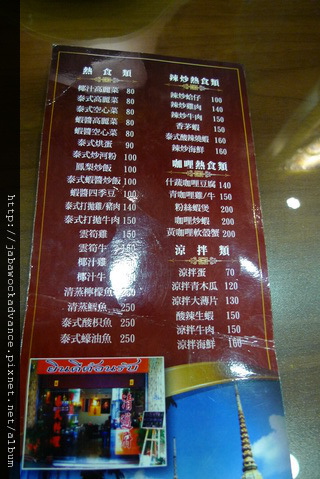 熱食類
椰汁高麗菜 80
泰式高麗菜 80
泰式空心菜 80
蝦醬高麗菜 80
蝦醬空心菜 80
泰式烘蛋 90
泰式炒河粉 100
鳳梨炒飯 100
泰式蝦醬炒飯 100
蝦醬四季豆 100
泰式打拋雞/豬肉 140
泰式打拋牛肉 150
雲筍雞 150
雲筍牛 150
椰汁雞 150
椰汁牛 150
清蒸檸檬魚 250
清蒸鱈魚 250
泰式酸枳魚 250
泰式蠔油魚 250
辣炒熱食類
辣炒蛤仔 100
辣炒雞肉 140
辣炒牛肉 150
香茅蝦 150
泰式酸辣蝦 160
辣炒海鮮 160
咖哩熱食類
什蔬咖哩豆腐 140
青咖哩雞/牛 150
粉絲蝦煲 200
咖哩炒蝦 200
黃咖哩軟殼蟹 200
涼拌類
涼拌蛋 70
涼拌青木瓜 120
涼拌大薄片 130
酸辣生蝦 150
涼拌牛肉 150
涼拌海鮮 160
http://jabawockadvance.pixnet.net/album